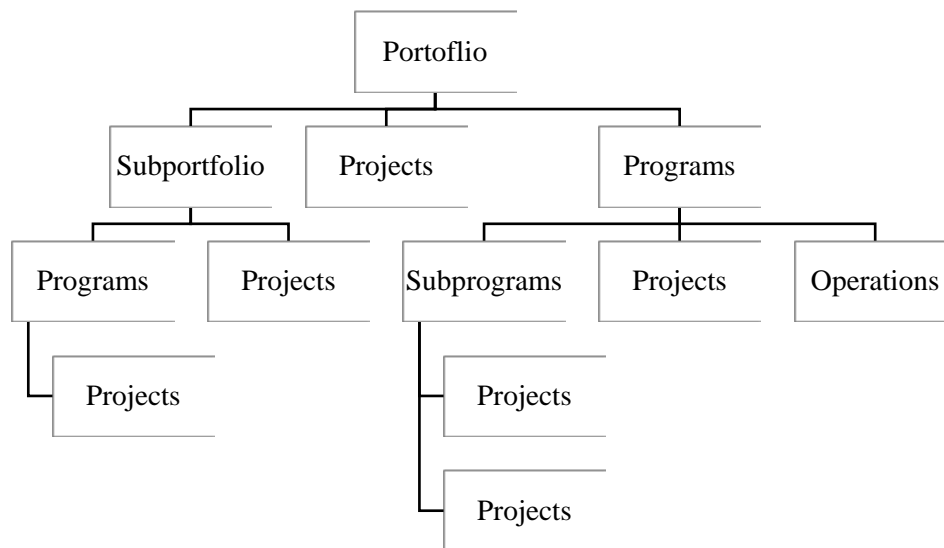 Portoflio
Subportfolio
Projects
Programs
Programs
Projects
Subprograms
Projects
Operations
Projects
Projects
Projects